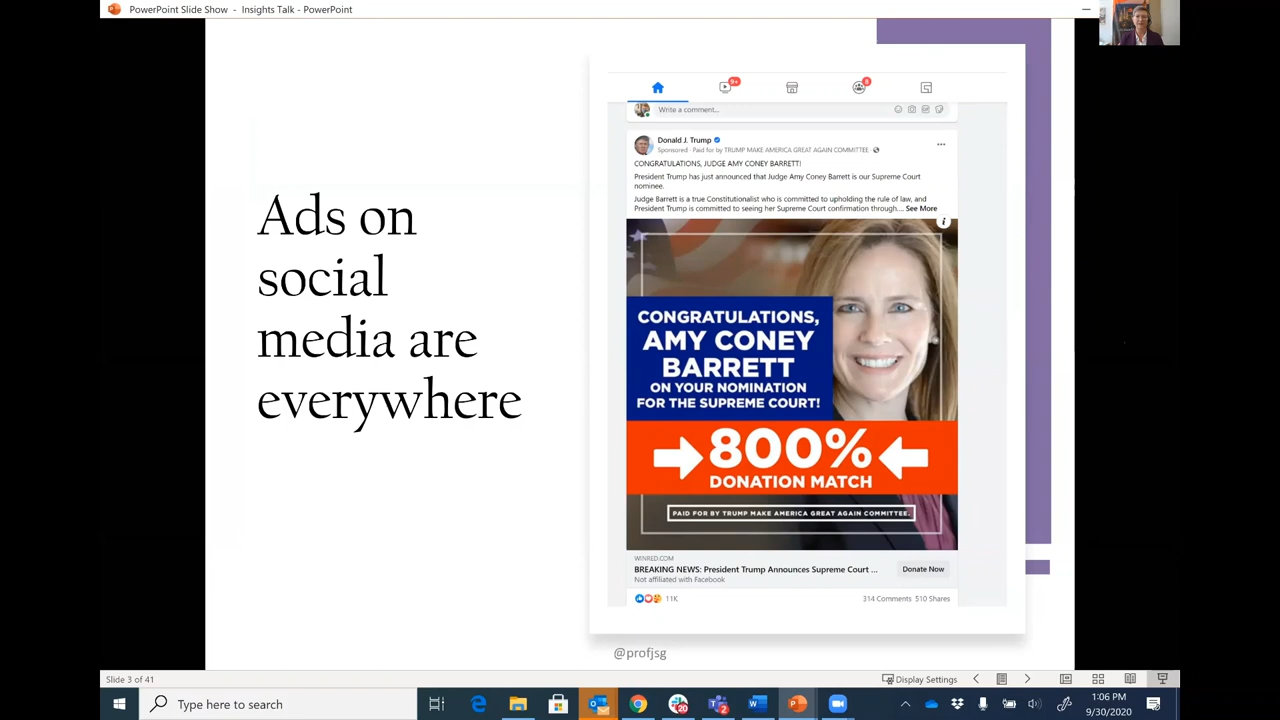 PowerPoint Slide Show - Insights Talk - PowerPoint
Ads on
social
media are
everywhere
9+
8
Write a comment...
Donald J. Trump
Sponsored · Paid for by TRUMP MAKE AMERICA GREAT AGAIN COMMITTEE ·
CONGRATULATIONS, JUDGE AMY CONEY BARRETT!
President Trump has just announced that Judge Amy Coney Barrett is our Supreme Court
nominee.
Judge Barrett is a true Constitutionalist who is committed to upholding the rule of law, and
President Trump is committed to seeing her Supreme Court confirmation through.... See More
CONGRATULATIONS,
AMY CONEY
BARRETT
ON YOUR NOMINATION
FOR THE SUPREME COURT!
800%
DONATION MATCH
PAID FOR BY TRUMP MAKE AMERICA GREAT AGAIN COMMITTEE.
WINRED.COM
BREAKING NEWS: President Trump Announces Supreme Court ...
Donate Now
Not affiliated with Facebook
11K
314 Comments 510 Shares
@profjsg
Slide 3 of 41
Display Settings
Type here to search
20
2
1:06 PM
9/30/2020